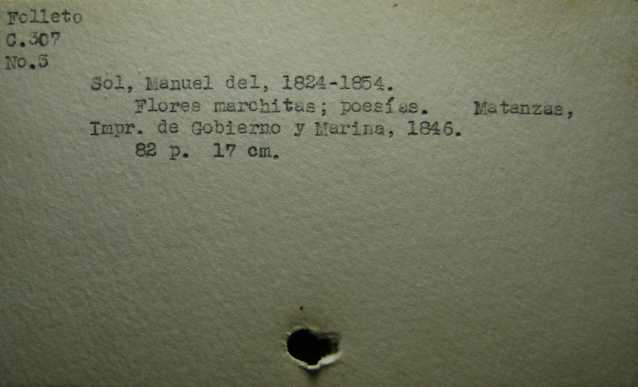 Folleto
C.307
No.3
Sol, Manuel del, 1824-1854.
Flores marchitas; poesías. Matanzas,
Impr. de Gobierno y Marina, 1846.
82 p. 17 cm.